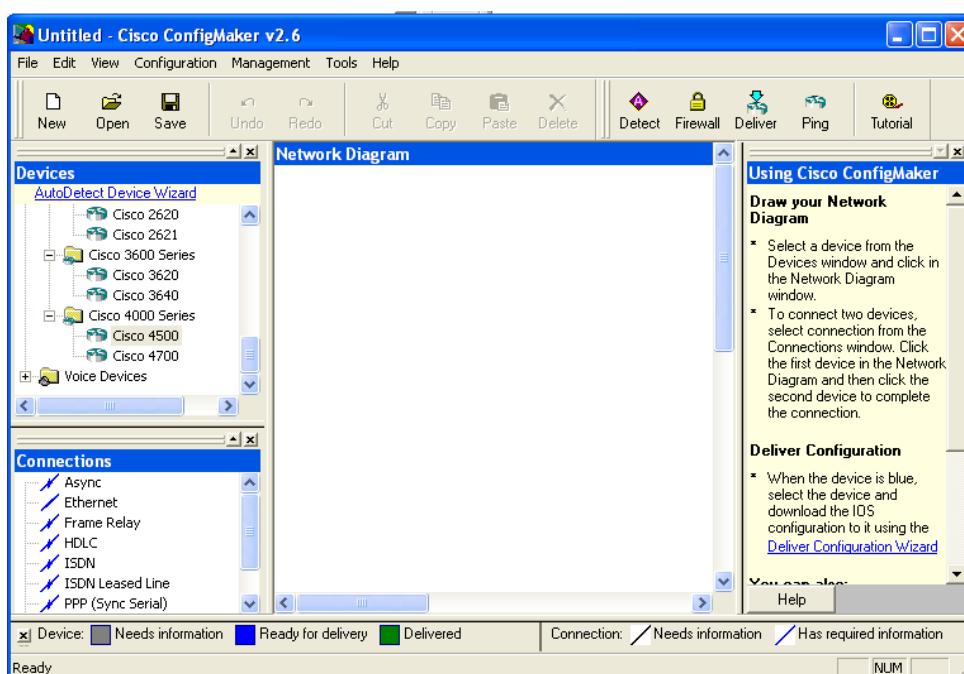 Untitled - Cisco ConfigMaker v2.6
File Edit View Configuration Management Tools Help
New Open Save Undo Redo Cut Copy Paste Delete Detect Firewall Deliver Ping Tutorial
Devices
AutoDetect Device Wizard
Cisco 2620
Cisco 2621
Cisco 3600 Series
Cisco 3620
Cisco 3640
Cisco 4000 Series
Cisco 4500
Cisco 4700
Voice Devices
Connections
Async
Ethernet
Frame Relay
HDLC
ISDN
ISDN Leased Line
PPP (Sync Serial)
Network Diagram
Using Cisco ConfigMaker
Draw your Network
Diagram
* Select a device from the
Devices window and click in
the Network Diagram
window.
* To connect two devices,
select connection from the
Connections window. Click
the first device in the Network
Diagram and then click the
second device to complete
the connection.
Deliver Configuration
* When the device is blue,
select the device and
download the IOS
configuration to it using the
Deliver Configuration Wizard
You can also:
Help
Device: Needs information Ready for delivery Delivered Connection: Needs information Has required information
Ready NUM